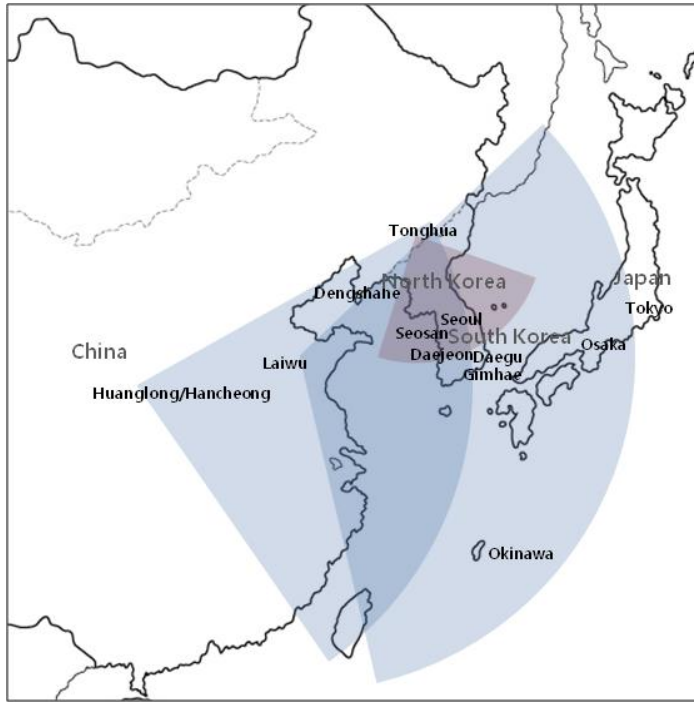 Tonghua
North Korea
Japan
Dengshahe
Tokyo
Seoul
Seosan
South Korea
Osaka
China
Daejeon
Daegu
Laiwu
Gimhae
Huanglong/Hancheong
Okinawa